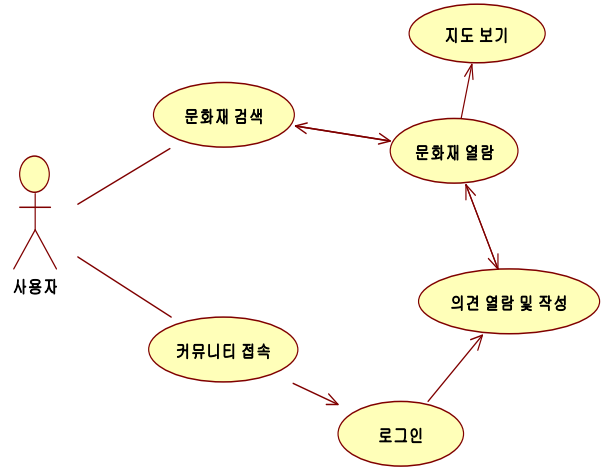 지도 보기
문화재 검색
문화재 열람
사용자
의견 열람 및 작성
커뮤니티 접속
로그인